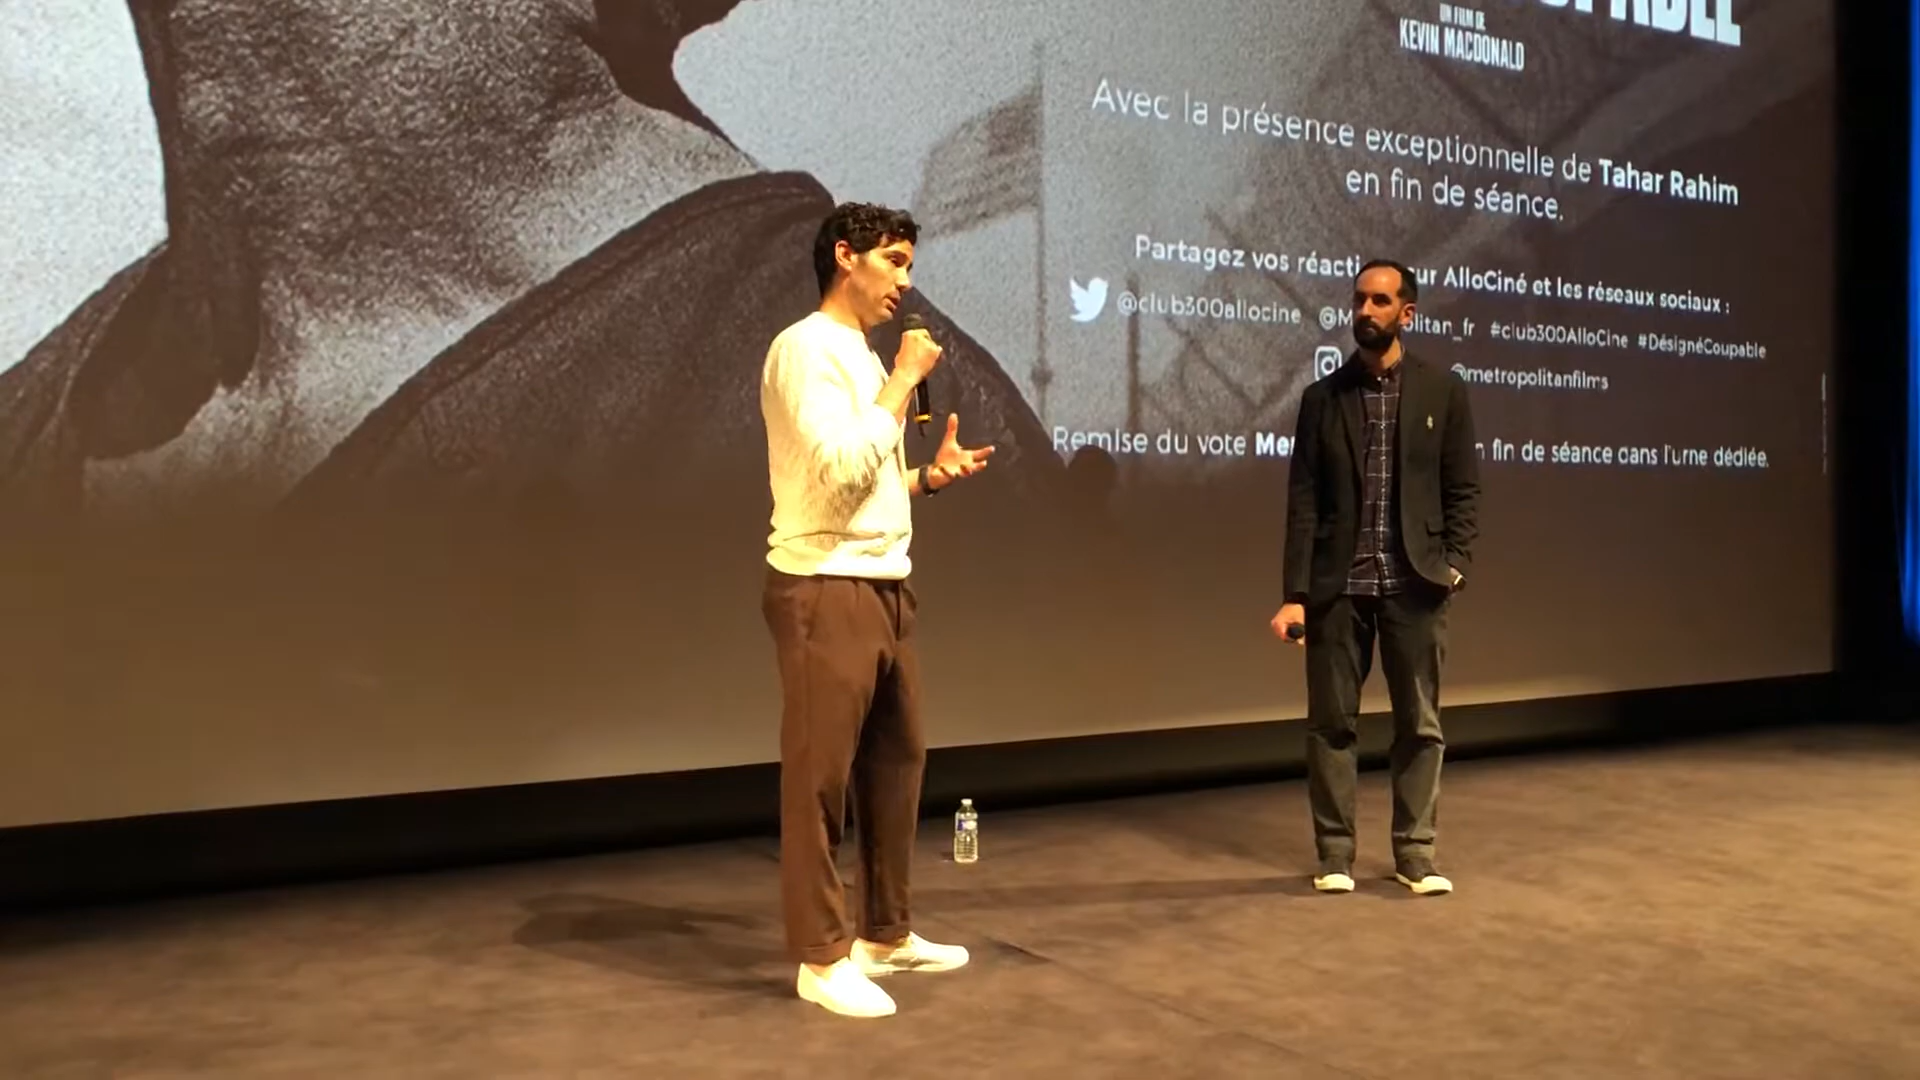 UN FILM DE
KEVIN MACDONALD
Avec la présence exceptionnelle de Tahar Rahim
en fin de séance.
Partagez vos réacti ur AlloCiné et les réseaux sociaux :
@club300allocine @M politan_fr #club300AlloCine #DésignéCoupable
@metropolitanfilms
Remise du vote fin de séance dans l'urne dédiée.